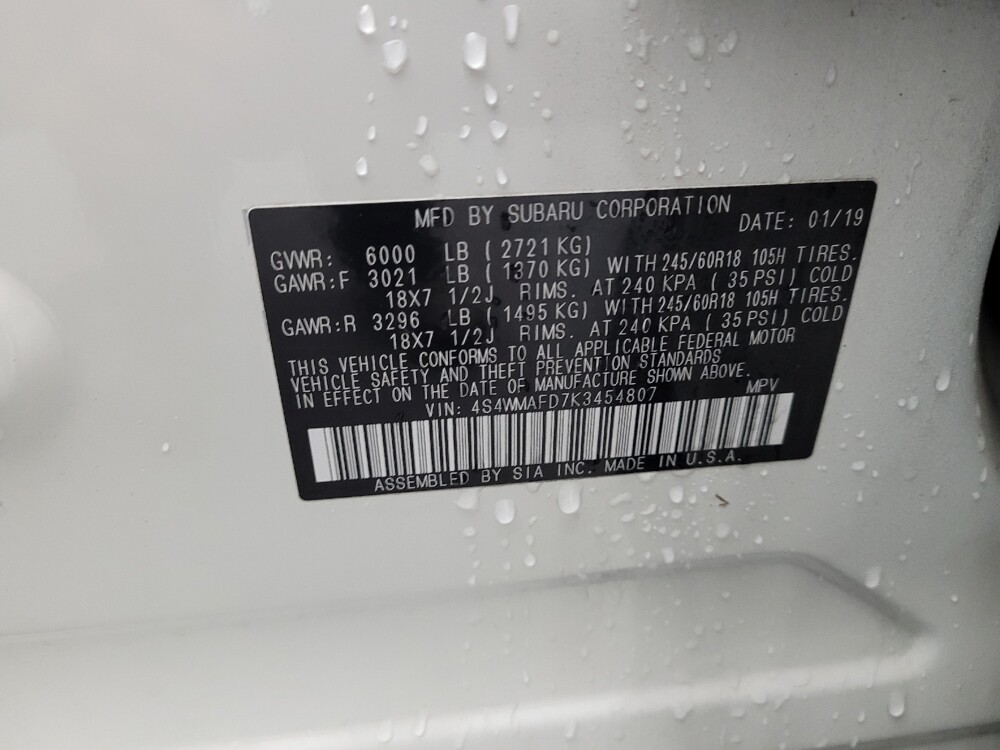 MFD BY SUBARU CORPORATION
DATE: 01/19
GVWR: 6000 LB ( 2721 KG)
GAWR:F 3021 LB ( 1370 KG) WITH 245/60R18 105H TIRES.
18X7 1/2J RIMS. AT 240 KPA ( 35 PSI) COLD
GAWR:R 3296 LB ( 1495 KG) WITH 245/60R18 105H TIRES.
18X7 1/2J RIMS. AT 240 KPA ( 35 PSI) COLD
THIS VEHICLE CONFORMS TO ALL APPLICABLE FEDERAL MOTOR
VEHICLE SAFETY AND THEFT PREVENTION STANDARDS
IN EFFECT ON THE DATE OF MANUFACTURE SHOWN ABOVE.
VIN: 4S4WMAFD7K3454807 MPV
ASSEMBLED BY SIA INC. MADE IN U.S.A.